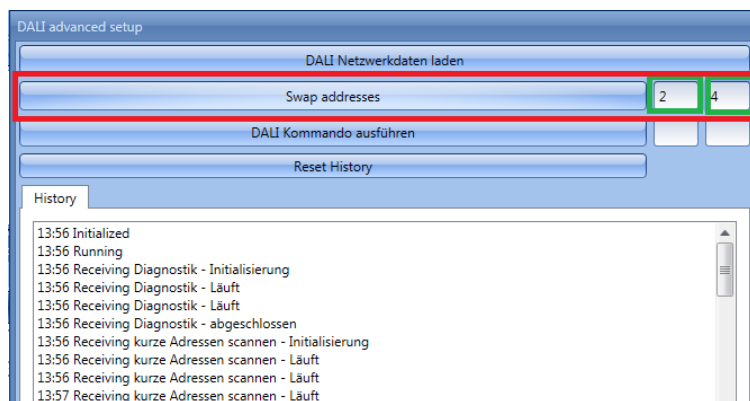 DALI advanced setup
DALI Netzwerkdaten laden
Swap addresses 2 4
DALI Kommando ausführen
Reset History
History
13:56 Initialized
13:56 Running
13:56 Receiving Diagnostik - Initialisierung
13:56 Receiving Diagnostik - Läuft
13:56 Receiving Diagnostik - Läuft
13:56 Receiving Diagnostik - abgeschlossen
13:56 Receiving kurze Adressen scannen - Initialisierung
13:56 Receiving kurze Adressen scannen - Läuft
13:56 Receiving kurze Adressen scannen - Läuft
13:57 Receiving kurze Adressen scannen - Läuft